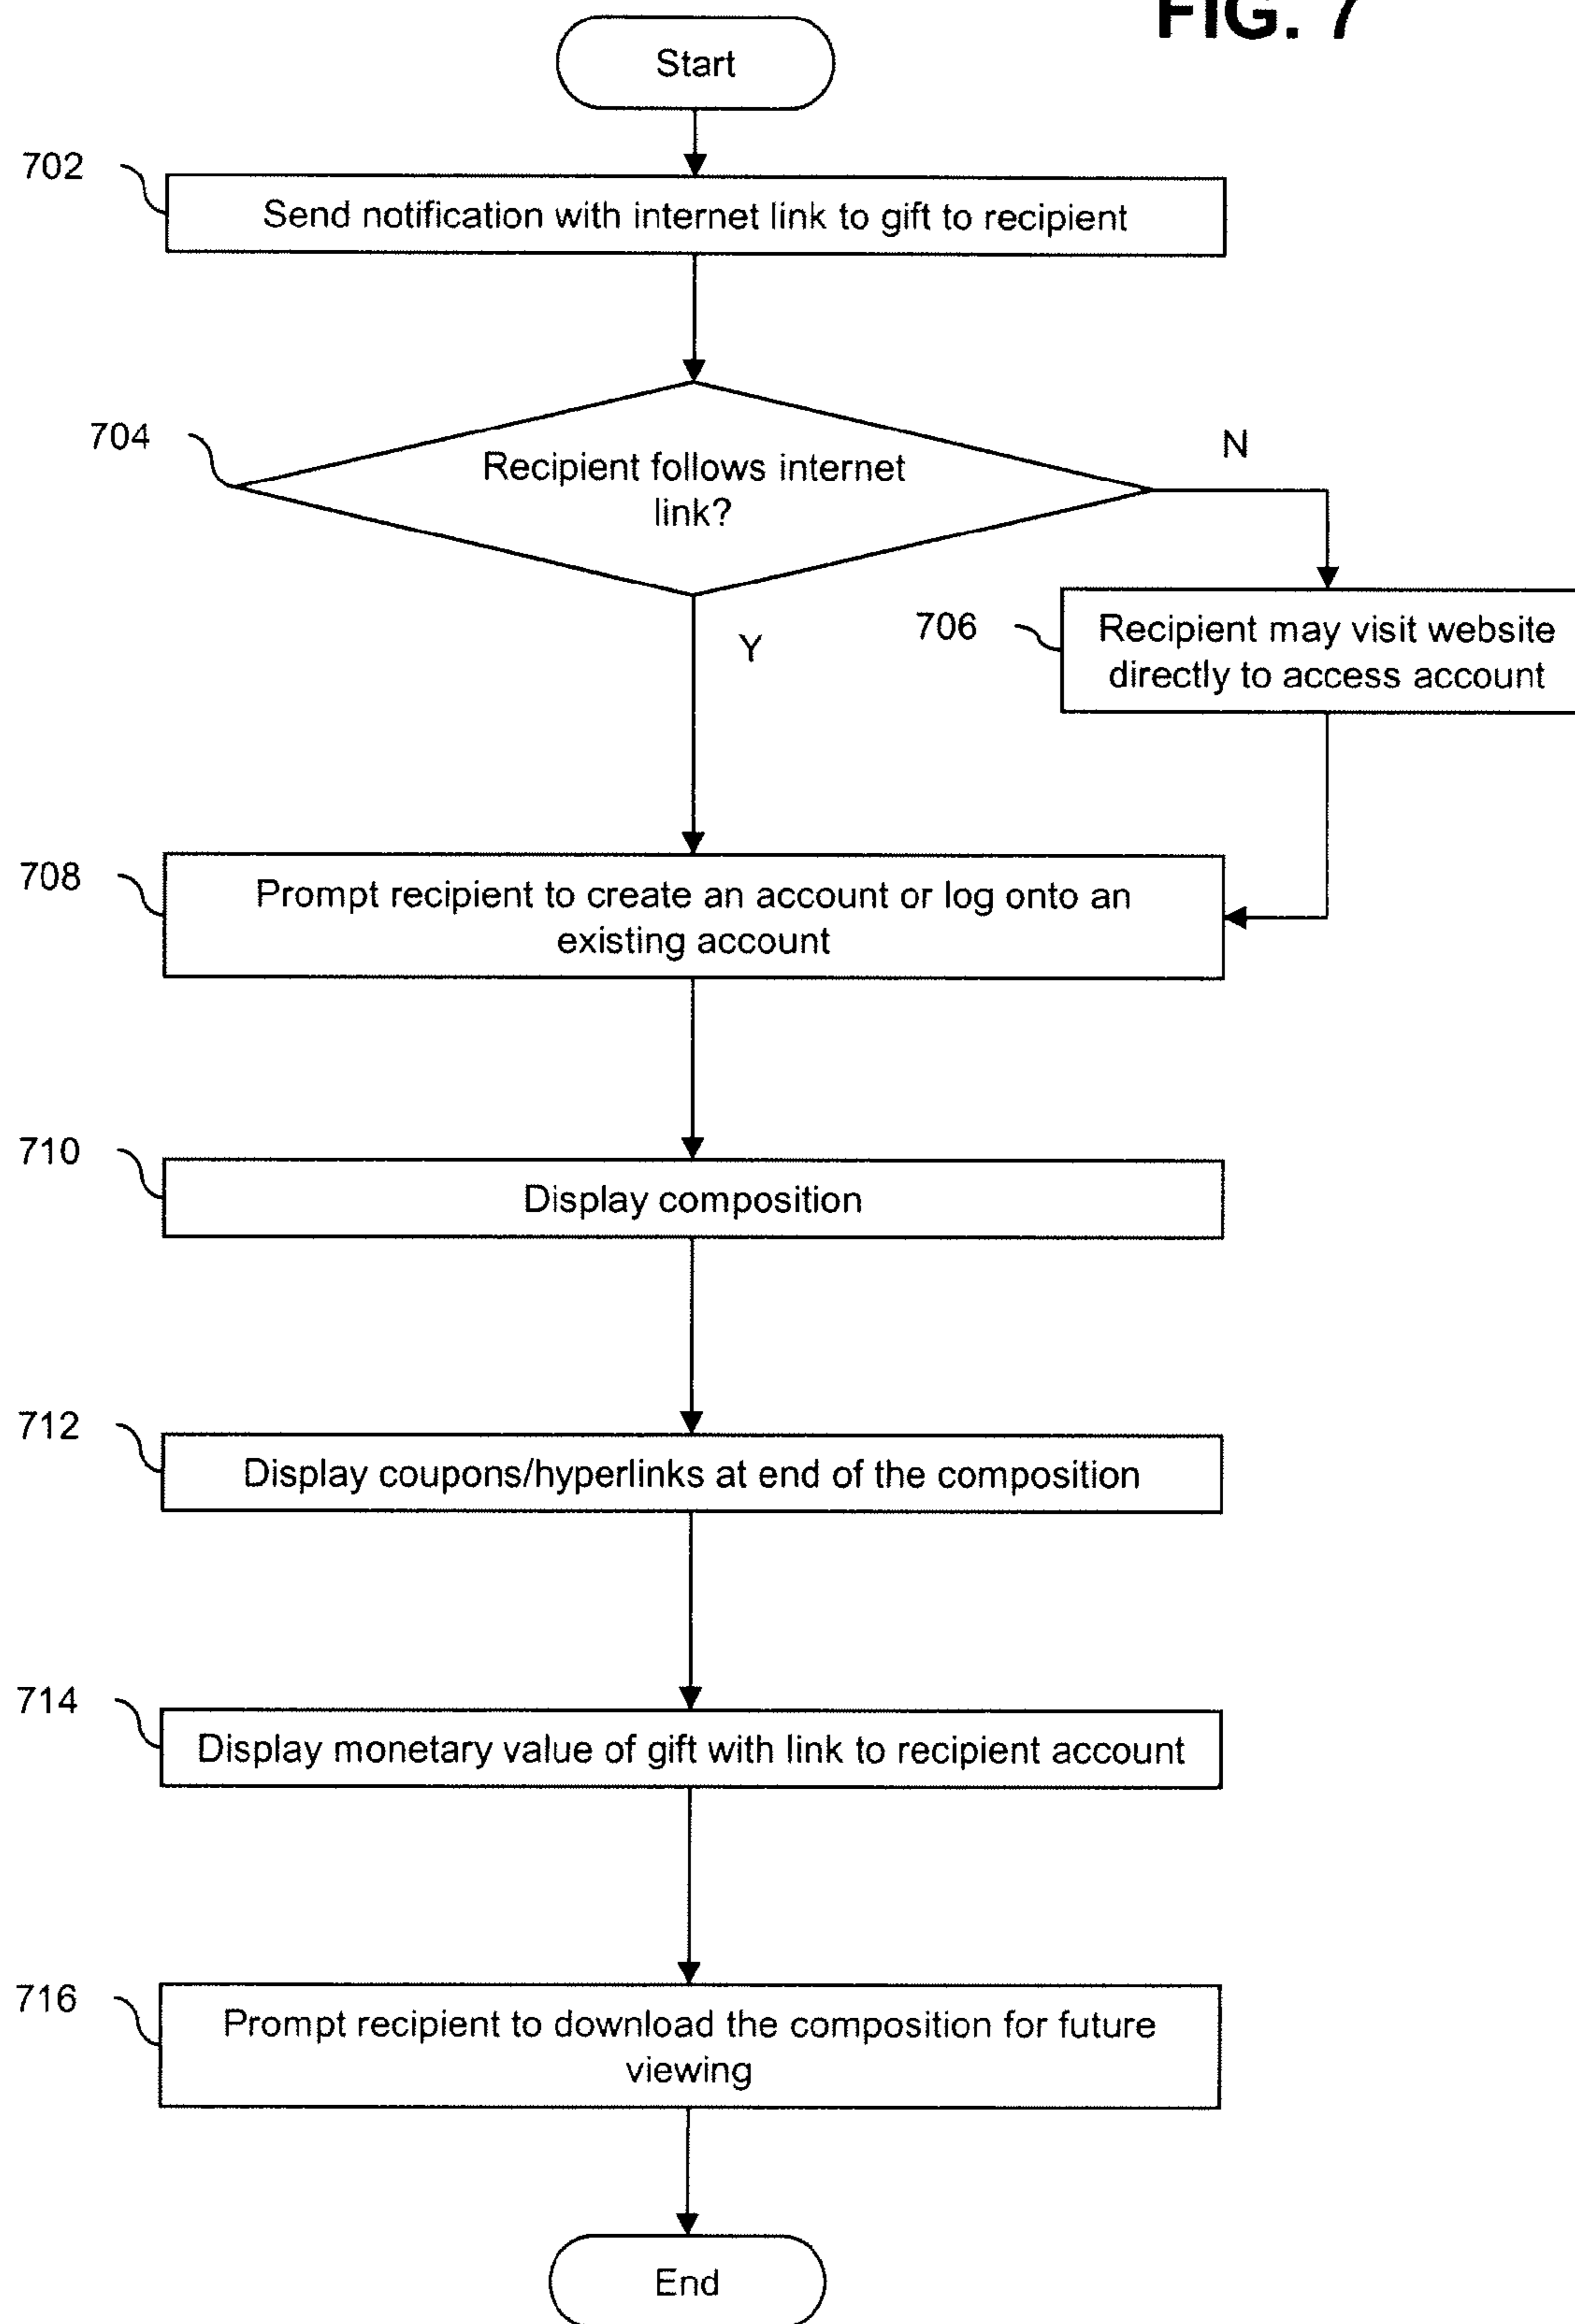 FIG. 7
Start
702
Send notification with internet link to gift to recipient
704
Recipient follows internet
link?
N
Y
706
Recipient may visit website
directly to access account
708
Prompt recipient to create an account or log onto an
existing account
710
Display composition
712
Display coupons/hyperlinks at end of the composition
714
Display monetary value of gift with link to recipient account
716
Prompt recipient to download the composition for future
viewing
End